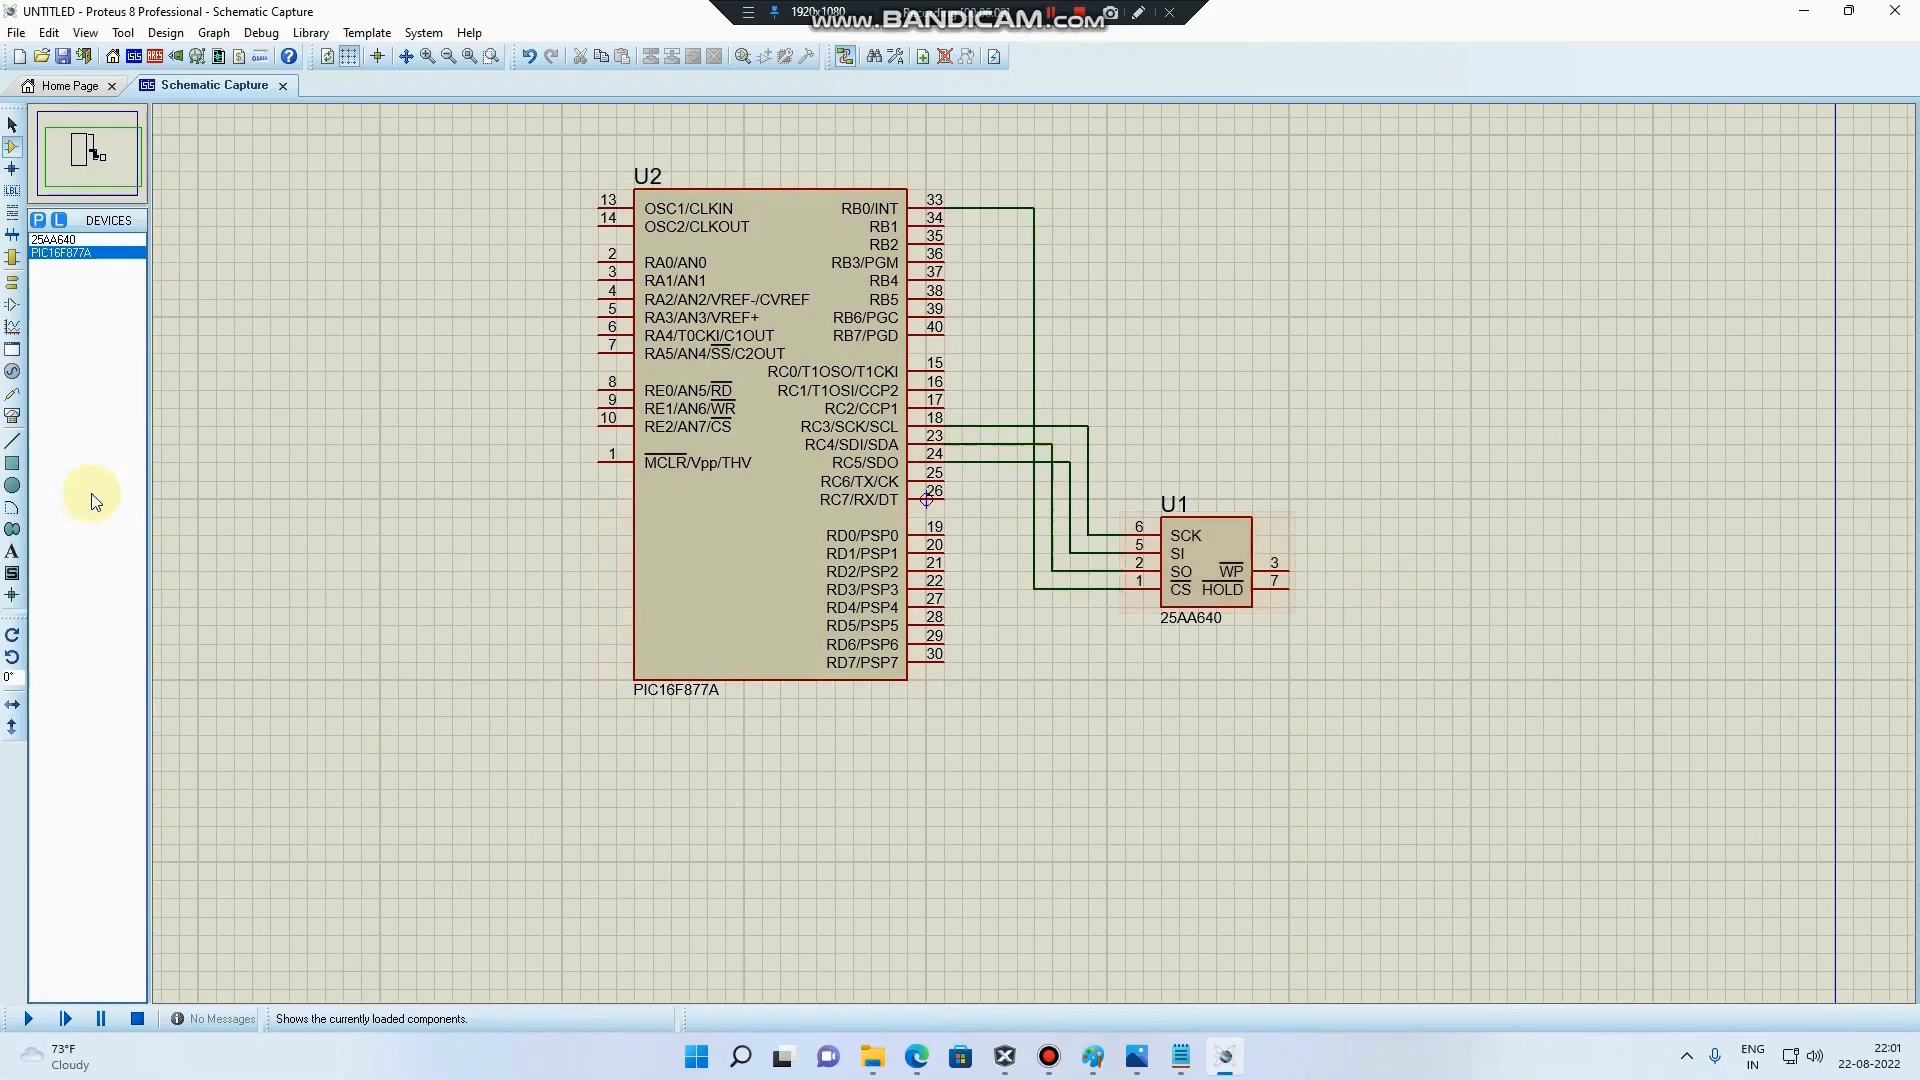 UNTITLED - Proteus 8 Professional - Schematic Capture
1920x1080
www.BANDICAM.com
File Edit View Tool Design Graph Debug Library Template System Help
Home Page
Schematic Capture
P L DEVICES
25AA640
PIC16F877A
LBL
A
S
0°
U2
13 OSC1/CLKIN RB0/INT 33
14 OSC2/CLKOUT RB1 34
RB2 35
2 RA0/AN0 RB3/PGM 36
3 RA1/AN1 RB4 37
4 RA2/AN2/VREF-/CVREF RB5 38
5 RA3/AN3/VREF+ RB6/PGC 39
6 RA4/T0CKI/C1OUT RB7/PGD 40
7 RA5/AN4/SS/C2OUT
RC0/T1OSO/T1CKI 15
8 RE0/AN5/RD RC1/T1OSI/CCP2 16
9 RE1/AN6/WR RC2/CCP1 17
10 RE2/AN7/CS RC3/SCK/SCL 18
RC4/SDI/SDA 23
1 MCLR/Vpp/THV RC5/SDO 24
RC6/TX/CK 25
RC7/RX/DT 26
RD0/PSP0 19
RD1/PSP1 20
RD2/PSP2 21
RD3/PSP3 22
RD4/PSP4 27
RD5/PSP5 28
RD6/PSP6 29
RD7/PSP7 30
PIC16F877A
U1
6 SCK
5 SI
2 SO WP 3
1 CS HOLD 7
25AA640
No Messages
Shows the currently loaded components.
73°F
Cloudy
ENG
IN
22:01
22-08-2022